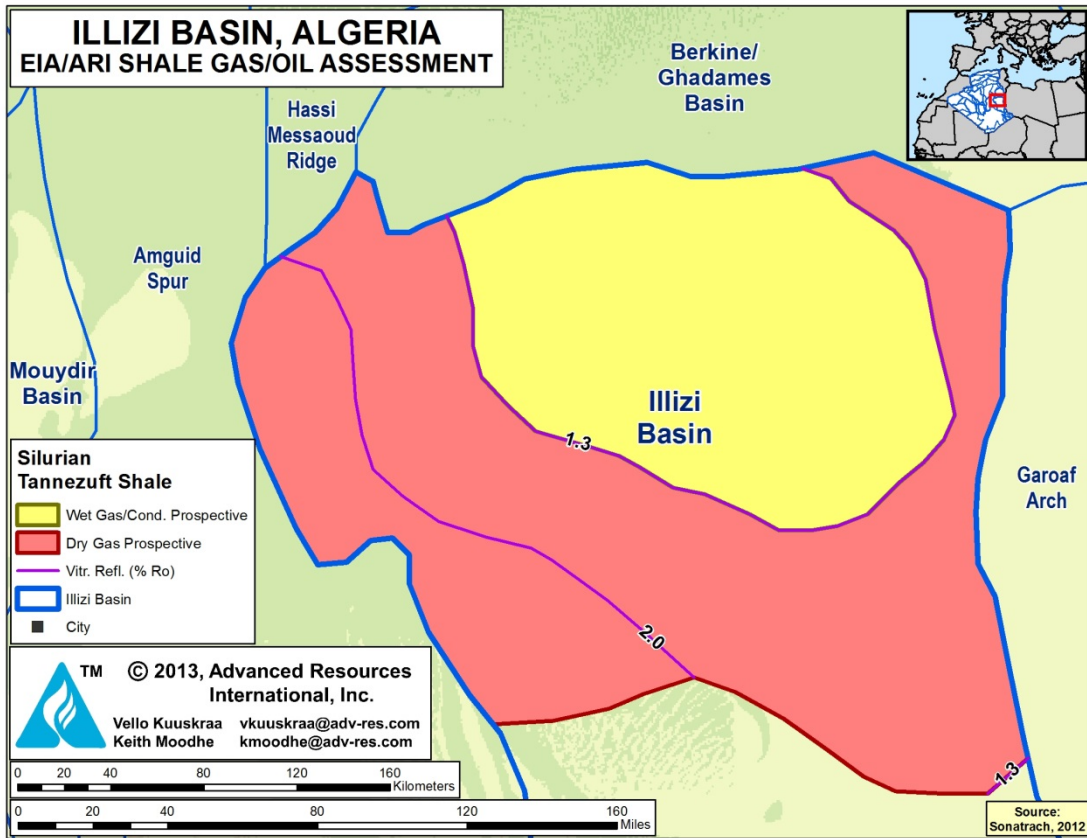 ILLIZI BASIN, ALGERIA
EIA/ARI SHALE GAS/OIL ASSESSMENT
Hassi
Messaoud
Ridge
Berkine/
Ghadames
Basin
Amguid
Spur
Mouydir
Basin
Illizi
Basin
Garoaf
Arch
1.3
2.0
1.3
Silurian
Tannezuft Shale
Wet Gas/Cond. Prospective
Dry Gas Prospective
Vitr. Refl. (% Ro)
Illizi Basin
City
TM
© 2013, Advanced Resources
International, Inc.
Vello Kuuskraa vkuuskraa@adv-res.com
Keith Moodhe kmoodhe@adv-res.com
0 20 40 80 120 160
Kilometers
0 20 40 80 120 160
Miles
Source:
Sonatrach, 2012